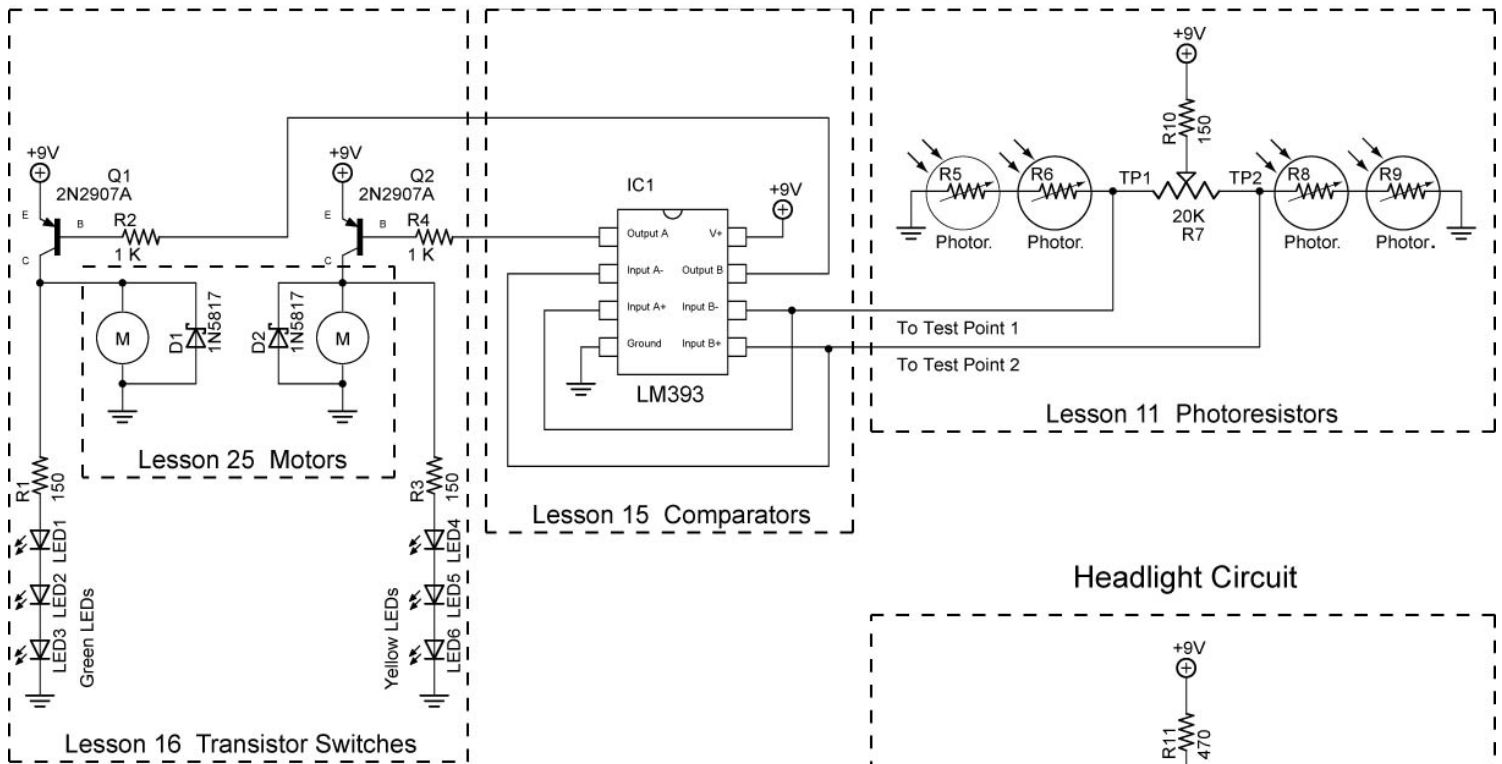 +9V
Q1
2N2907A
E
B
C
R2
1 K
+9V
Q2
2N2907A
E
B
C
R4
1 K
M
D1
1N5817
D2
1N5817
M
Lesson 25 Motors
R1
150
LED1
LED2
LED3
Green LEDs
R3
150
LED4
LED5
LED6
Yellow LEDs
Lesson 16 Transistor Switches
IC1
+9V
Output A
V+
Input A-
Output B
Input A+
Input B-
Ground
Input B+
LM393
Lesson 15 Comparators
+9V
R10
150
R5
Photor.
R6
Photor.
TP1
20K
R7
TP2
R8
Photor.
R9
Photor.
To Test Point 1
To Test Point 2
Lesson 11 Photoresistors
Headlight Circuit
+9V
R11
470